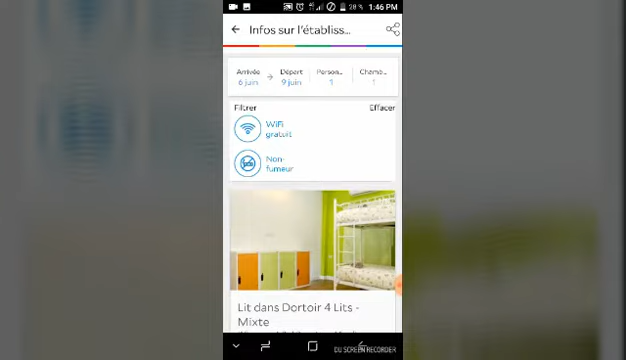 28 % 1:46 PM
Infos sur l'établiss...
Arrivée Départ Person... Chamb...
6 juin 9 juin 1 1
Filtrer Effacer
WiFi
gratuit
Non-
fumeur
Lit dans Dortoir 4 Lits -
Mixte
DU SCREEN RECORDER